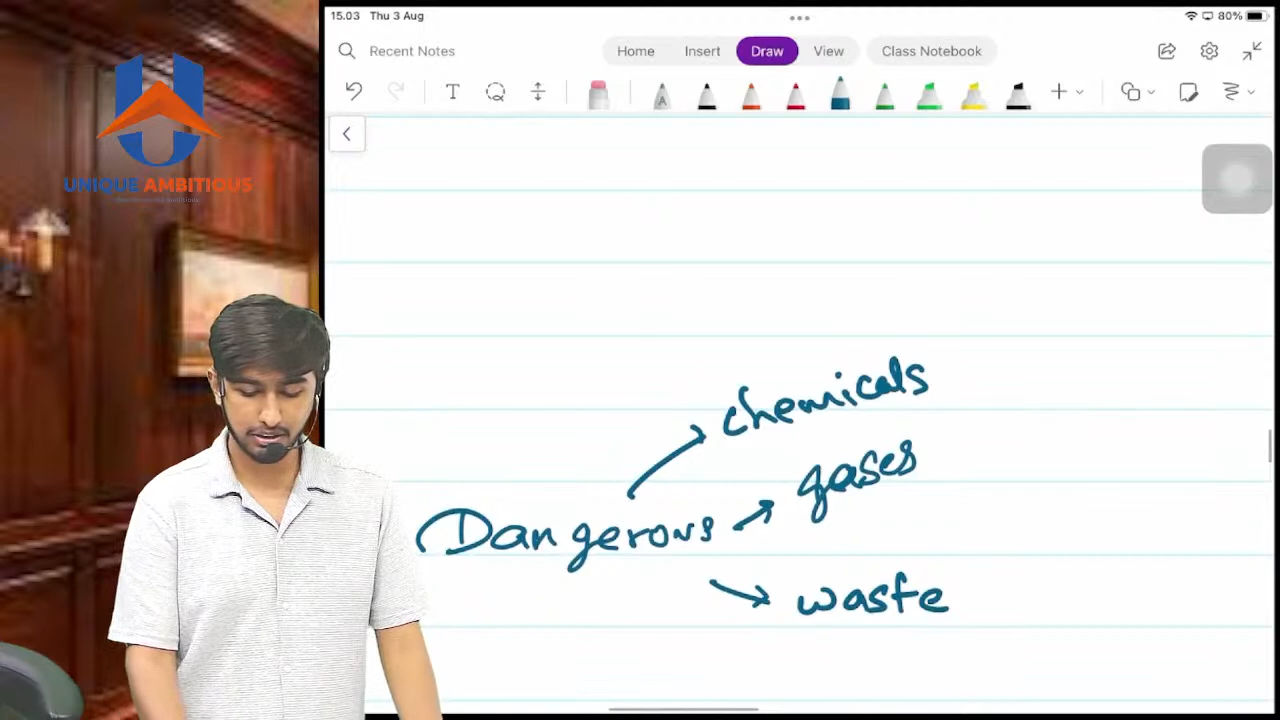 15.03 Thu 3 Aug
80%
Recent Notes
Home Insert Draw View Class Notebook
T
A
UNIQUE AMBITIOUS
chemicals
gases
Dangerous
waste